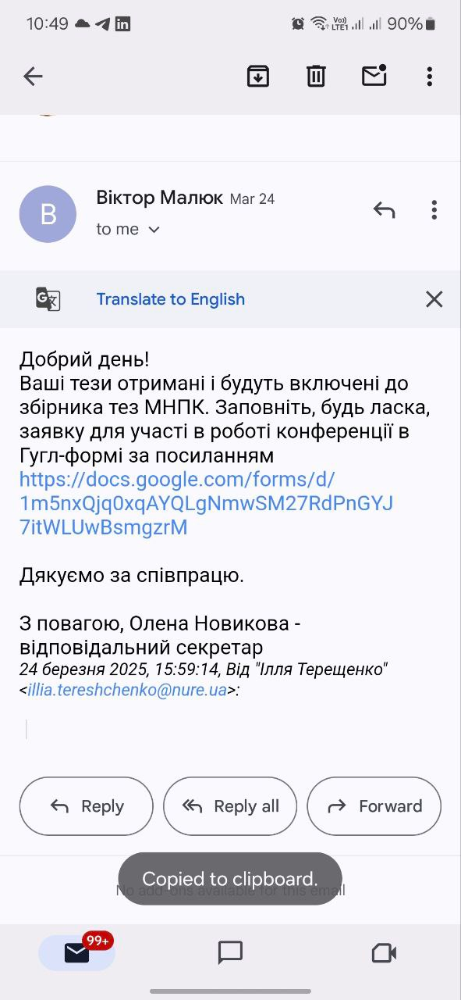 10:49
Vo)) LTE1 90%
Віктор Малюк Mar 24
to me
В
Translate to English
Добрий день!
Ваші тези отримані і будуть включені до
збірника тез МНПК. Заповніть, будь ласка,
заявку для участі в роботі конференції в
Гугл-формі за посиланням
https://docs.google.com/forms/d/
1m5nxQjq0xqAYQLgNmwSM27RdPnGYJ
7itWLUwBsmgzrM
Дякуємо за співпрацю.
З повагою, Олена Новикова -
відповідальний секретар
24 березня 2025, 15:59:14, Від "Ілля Терещенко"
<illia.tereshchenko@nure.ua>:
Reply
Reply all
Forward
Copied to clipboard.
No add-ons available for this email
99+